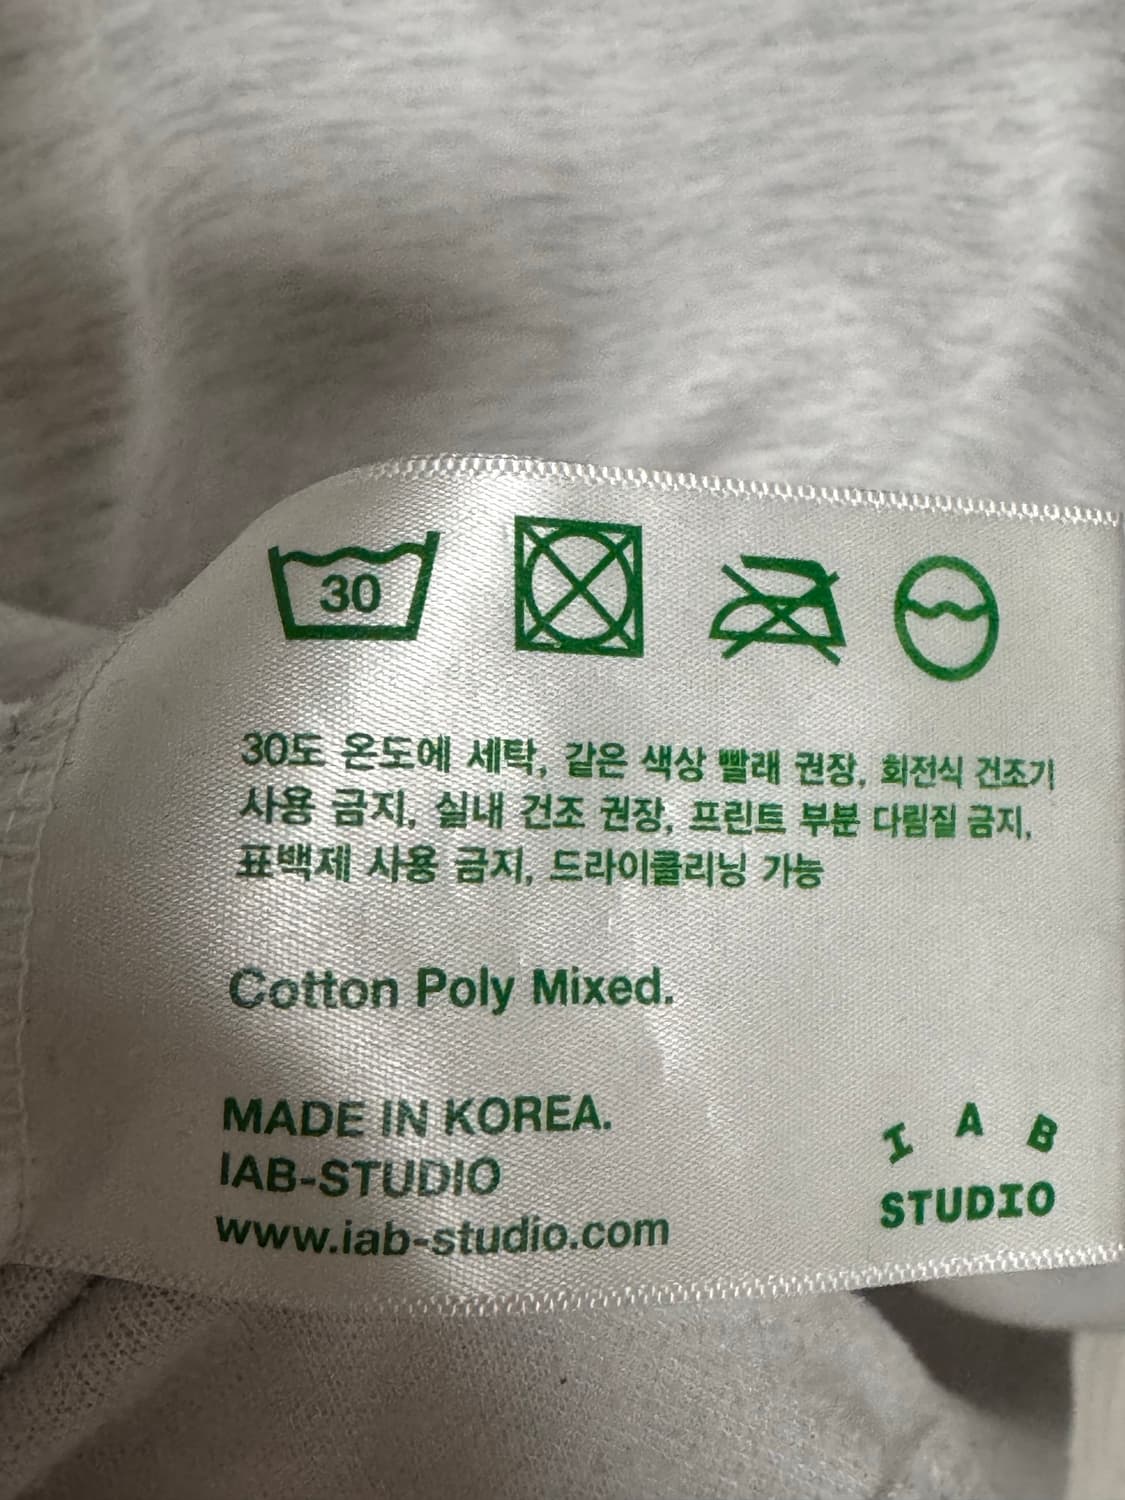 30
30도 온도에 세탁, 같은 색상 빨래 권장, 회전식 건조기
사용 금지, 실내 건조 권장, 프린트 부분 다림질 금지,
표백제 사용 금지, 드라이클리닝 가능
Cotton Poly Mixed.
MADE IN KOREA.
IAB-STUDIO
www.iab-studio.com
I A B
STUDIO